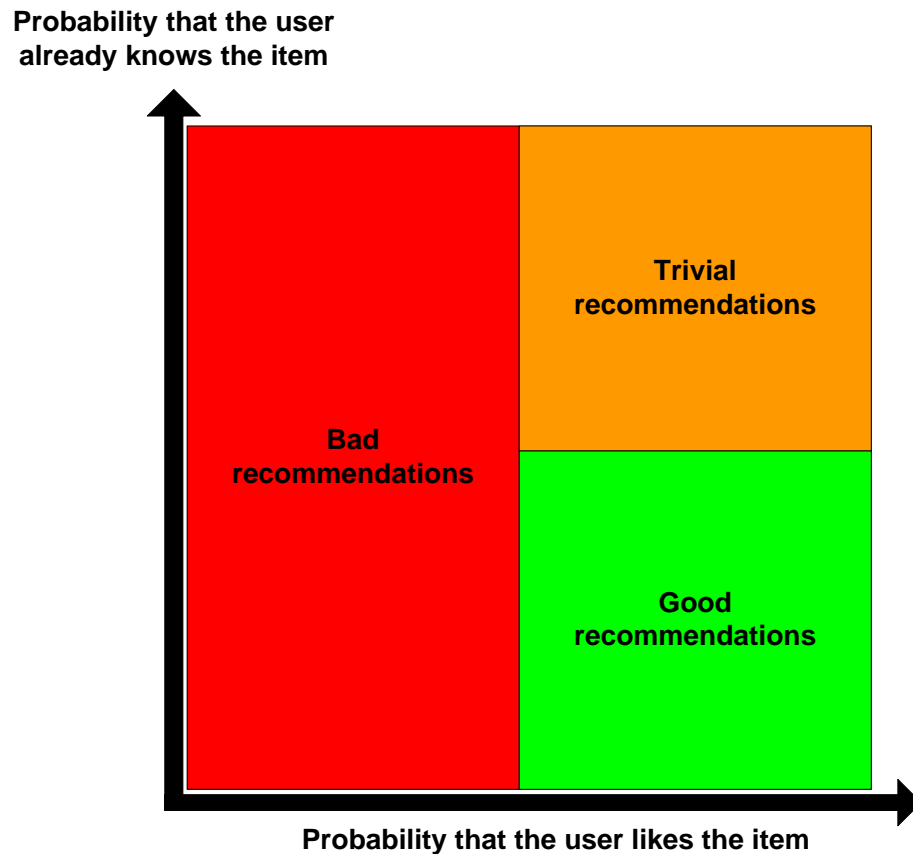 Probability that the user
already knows the item
Trivial
recommendations
Bad
recommendations
Good
recommendations
Probability that the user likes the item